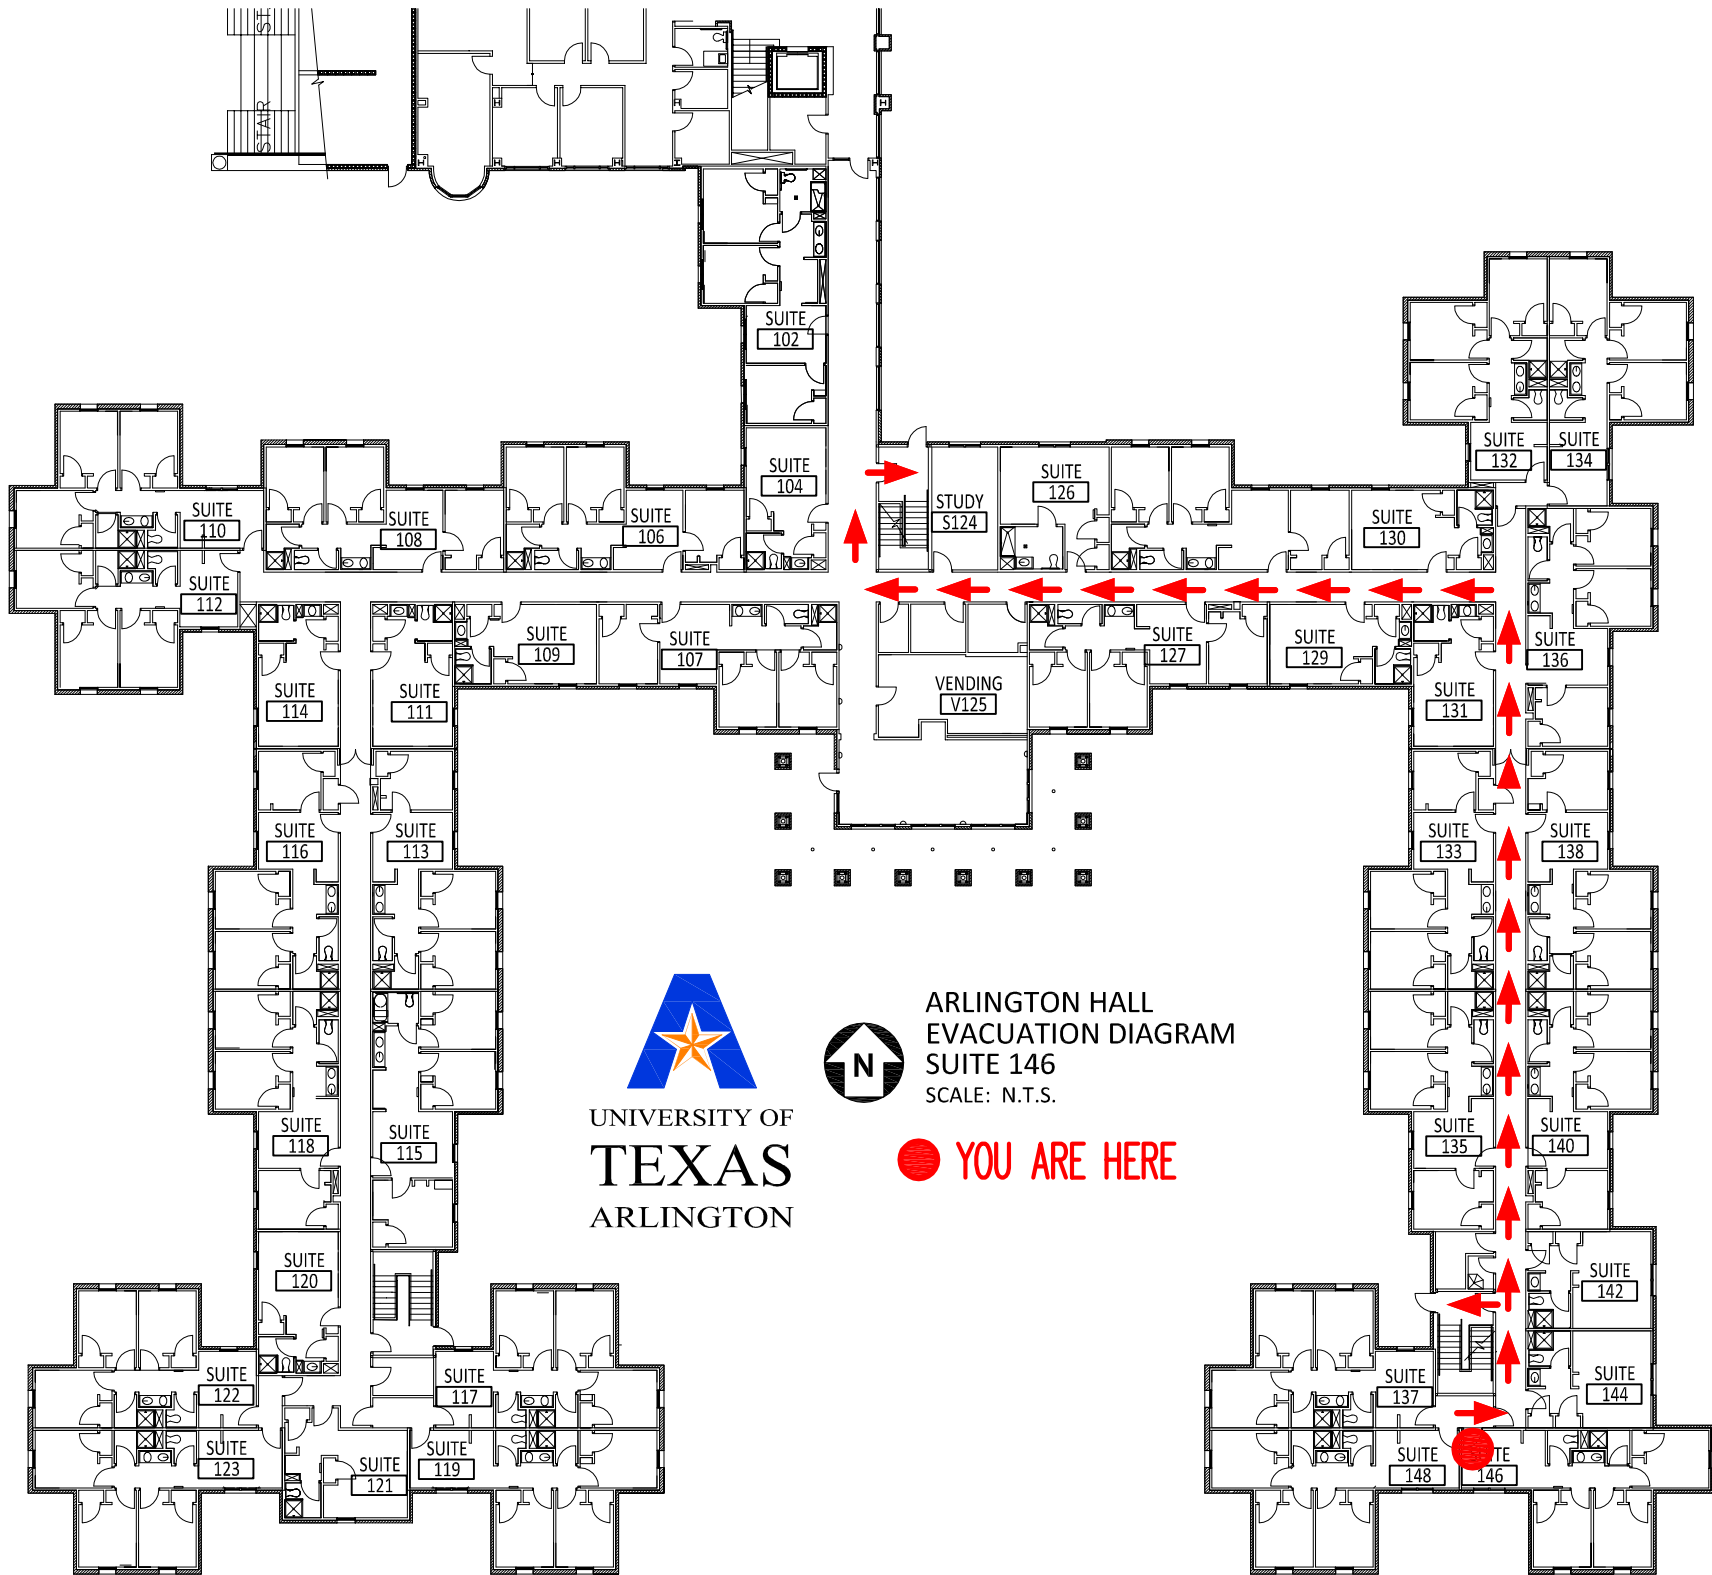 STAIR
SUITE
102
SUITE
104
SUITE
132
SUITE
134
SUITE
110
SUITE
108
SUITE
106
STUDY
S124
SUITE
126
SUITE
130
SUITE
112
SUITE
109
SUITE
107
SUITE
127
SUITE
129
SUITE
136
SUITE
114
SUITE
111
VENDING
V125
SUITE
131
SUITE
116
SUITE
113
SUITE
133
SUITE
138
N
ARLINGTON HALL
EVACUATION DIAGRAM
SUITE 146
SCALE: N.T.S.
UNIVERSITY OF
TEXAS
ARLINGTON
YOU ARE HERE
SUITE
118
SUITE
115
SUITE
135
SUITE
140
SUITE
120
SUITE
142
SUITE
122
SUITE
117
SUITE
137
SUITE
144
SUITE
123
SUITE
121
SUITE
119
SUITE
148
146